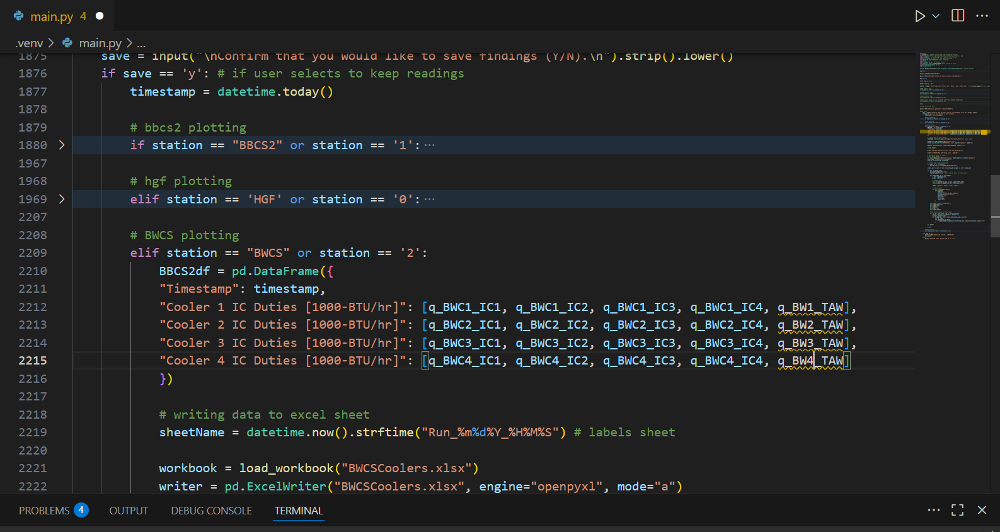 main.py 4
.venv > main.py > ...
1875 save = input("\nConfirm that you would like to save findings (Y/N).\n").strip().lower()
1876 if save == 'y': # if user selects to keep readings
1877 timestamp = datetime.today()
1878
1879 # bbcs2 plotting
1880 if station == "BBCS2" or station == '1':···
1967
1968 # hgf plotting
1969 elif station == 'HGF' or station == '0':···
2207
2208 # BWCS plotting
2209 elif station == "BWCS" or station == '2':
2210 BBCS2df = pd.DataFrame({
2211 "Timestamp": timestamp,
2212 "Cooler 1 IC Duties [1000-BTU/hr]": [q_BWC1_IC1, q_BWC1_IC2, q_BWC1_IC3, q_BWC1_IC4, q_BW1_TAW],
2213 "Cooler 2 IC Duties [1000-BTU/hr]": [q_BWC2_IC1, q_BWC2_IC2, q_BWC2_IC3, q_BWC2_IC4, q_BW2_TAW],
2214 "Cooler 3 IC Duties [1000-BTU/hr]": [q_BWC3_IC1, q_BWC3_IC2, q_BWC3_IC3, q_BWC3_IC4, q_BW3_TAW],
2215 "Cooler 4 IC Duties [1000-BTU/hr]": [q_BWC4_IC1, q_BWC4_IC2, q_BWC4_IC3, q_BWC4_IC4, q_BW4_TAW]
2216 })
2217
2218 # writing data to excel sheet
2219 sheetName = datetime.now().strftime("Run_%m%d%Y_%H%M%S") # labels sheet
2220
2221 workbook = load_workbook("BWCSCoolers.xlsx")
2222 writer = pd.ExcelWriter("BWCSCoolers.xlsx", engine="openpyxl", mode="a")
PROBLEMS 4 OUTPUT DEBUG CONSOLE TERMINAL